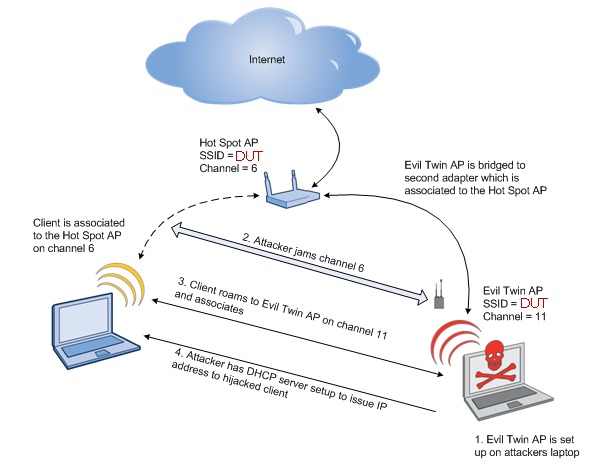 Internet
Hot Spot AP
SSID = DUT
Channel = 6
Evil Twin AP is bridged to
second adapter which is
associated to the Hot Spot AP
Client is associated
to the Hot Spot AP
on channel 6
2. Attacker jams channel 6
3. Client roams to Evil Twin AP on channel 11
and associates
Evil Twin AP
SSID = DUT
Channel = 11
4. Attacker has DHCP server setup to issue IP
address to hijacked client
1. Evil Twin AP is set
up on attackers laptop